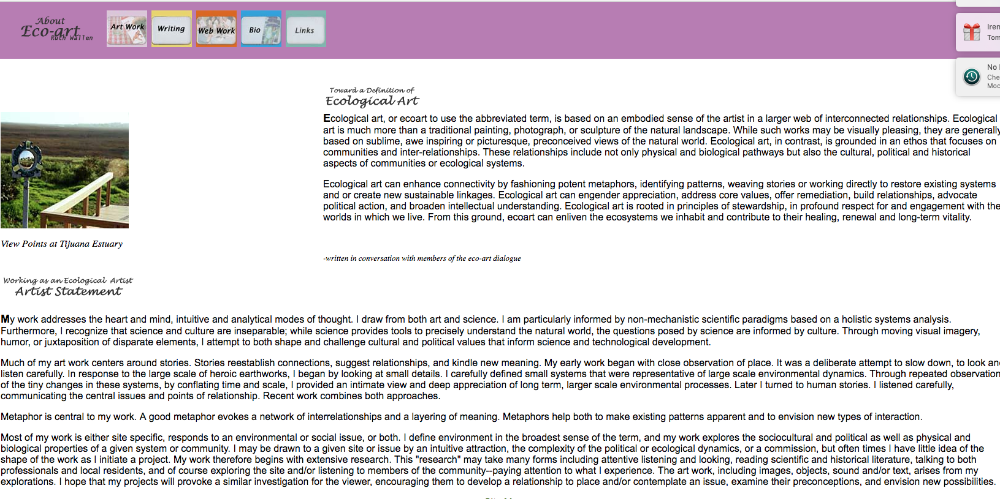 About
Eco-art
Ruth Wallen
Art Work
Writing
Web Work
Bio
Links
Tom
No
Che
Toward a Definition of
Ecological Art
Ecological art, or ecoart to use the abbreviated term, is based on an embodied sense of the artist in a larger web of interconnected relationships. Ecological
art is much more than a traditional painting, photograph, or sculpture of the natural landscape. While such works may be visually pleasing, they are generally
based on sublime, awe inspiring or picturesque, preconceived views of the natural world. Ecological art, in contrast, is grounded in an ethos that focuses on
communities and inter-relationships. These relationships include not only physical and biological pathways but also the cultural, political and historical
aspects of communities or ecological systems.
Ecological art can enhance connectivity by fashioning potent metaphors, identifying patterns, weaving stories or working directly to restore existing systems
and or create new sustainable linkages. Ecological art can engender appreciation, address core values, offer remediation, build relationships, advocate
political action, and broaden intellectual understanding. Ecological art is rooted in principles of stewardship, in profound respect for and engagement with the
worlds in which we live. From this ground, ecoart can enliven the ecosystems we inhabit and contribute to their healing, renewal and long-term vitality.
View Points at Tijuana Estuary
-written in conversation with members of the eco-art dialogue
Working as an Ecological Artist
Artist Statement
My work addresses the heart and mind, intuitive and analytical modes of thought. I draw from both art and science. I am particularly informed by non-mechanistic scientific paradigms based on a holistic systems analysis.
Furthermore, I recognize that science and culture are inseparable; while science provides tools to precisely understand the natural world, the questions posed by science are informed by culture. Through moving visual imagery,
humor, or juxtaposition of disparate elements, I attempt to both shape and challenge cultural and political values that inform science and technological development.
Much of my art work centers around stories. Stories reestablish connections, suggest relationships, and kindle new meaning. My early work began with close observation of place. It was a deliberate attempt to slow down, to look and
listen carefully. In response to the large scale of heroic earthworks, I began by looking at small details. I carefully defined small systems that were representative of large scale environmental dynamics. Through repeated observation
of the tiny changes in these systems, by conflating time and scale, I provided an intimate view and deep appreciation of long term, larger scale environmental processes. Later I turned to human stories. I listened carefully,
communicating the central issues and points of relationship. Recent work combines both approaches.
Metaphor is central to my work. A good metaphor evokes a network of interrelationships and a layering of meaning. Metaphors help both to make existing patterns apparent and to envision new types of interaction.
Most of my work is either site specific, responds to an environmental or social issue, or both. I define environment in the broadest sense of the term, and my work explores the sociocultural and political as well as physical and
biological properties of a given system or community. I may be drawn to a given site or issue by an intuitive attraction, the complexity of the political or ecological dynamics, or a commission, but often times I have little idea of the
shape of the work as I initiate a project. My work therefore begins with extensive research. This "research" may take many forms including attentive listening and looking, reading scientific and historical literature, talking to both
professionals and local residents, and of course exploring the site and/or listening to members of the community--paying attention to what I experience. The art work, including images, objects, sound and/or text, arises from my
explorations. I hope that my projects will provoke a similar investigation for the viewer, encouraging them to develop a relationship to place and/or contemplate an issue, examine their preconceptions, and envision new possibilities.